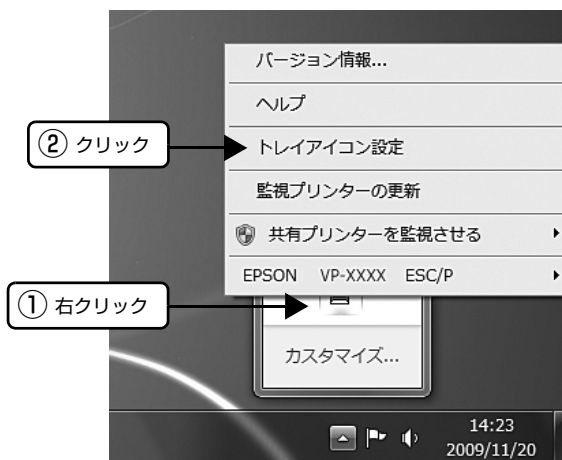 バージョン情報...
ヘルプ
② クリック
トレイアイコン設定
監視プリンターの更新
共有プリンターを監視させる
EPSON VP-XXXX ESC/P
① 右クリック
カスタマイズ...
14:23
2009/11/20